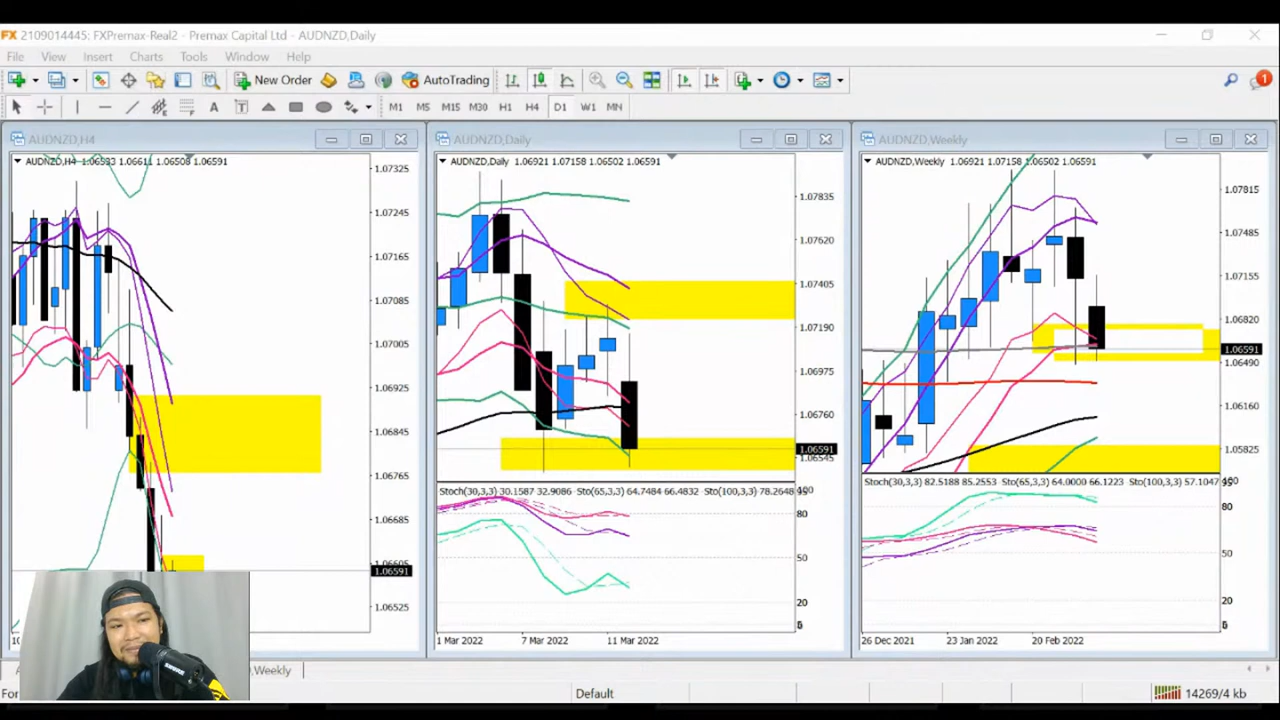 2109014445: FXPremax-Real2 - Premax Capital Ltd - AUDNZD,Daily
File View Insert Charts Tools Window Help
New Order AutoTrading
M1 M5 M15 M30 H1 H4 D1 W1 MN
AUDNZD,H4
AUDNZD,H4 1.06533 1.06611 1.06508 1.06591
1.07325
1.07245
1.07165
1.07085
1.07005
1.06925
1.06845
1.06765
1.06685
1.06605
1.06591
1.06525
AUDNZD,Daily
AUDNZD,Daily 1.06921 1.07158 1.06502 1.06591
1.07835
1.07620
1.07405
1.07190
1.06975
1.06760
1.06591
1.06545
Stoch(30,3,3) 30.1587 32.9086 Sto(65,3,3) 64.7484 66.4832 Sto(100,3,3) 78.2648
100
80
50
20
1 Mar 2022 7 Mar 2022 11 Mar 2022
AUDNZD,Weekly
AUDNZD,Weekly 1.06921 1.07158 1.06502 1.06591
1.07815
1.07485
1.07155
1.06820
1.06591
1.06490
1.06160
1.05825
Stoch(30,3,3) 82.5188 85.2553 Sto(65,3,3) 64.0000 66.1223 Sto(100,3,3) 57.1047
80
50
20
26 Dec 2021 23 Jan 2022 20 Feb 2022
Weekly
Default
14269/4 kb